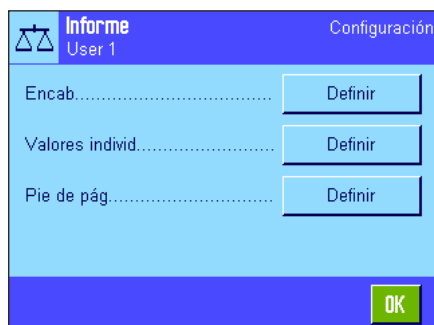 Informe
Configuración
User 1
Encab.................................. Definir
Valores individ.......................... Definir
Pie de pág............................... Definir
OK